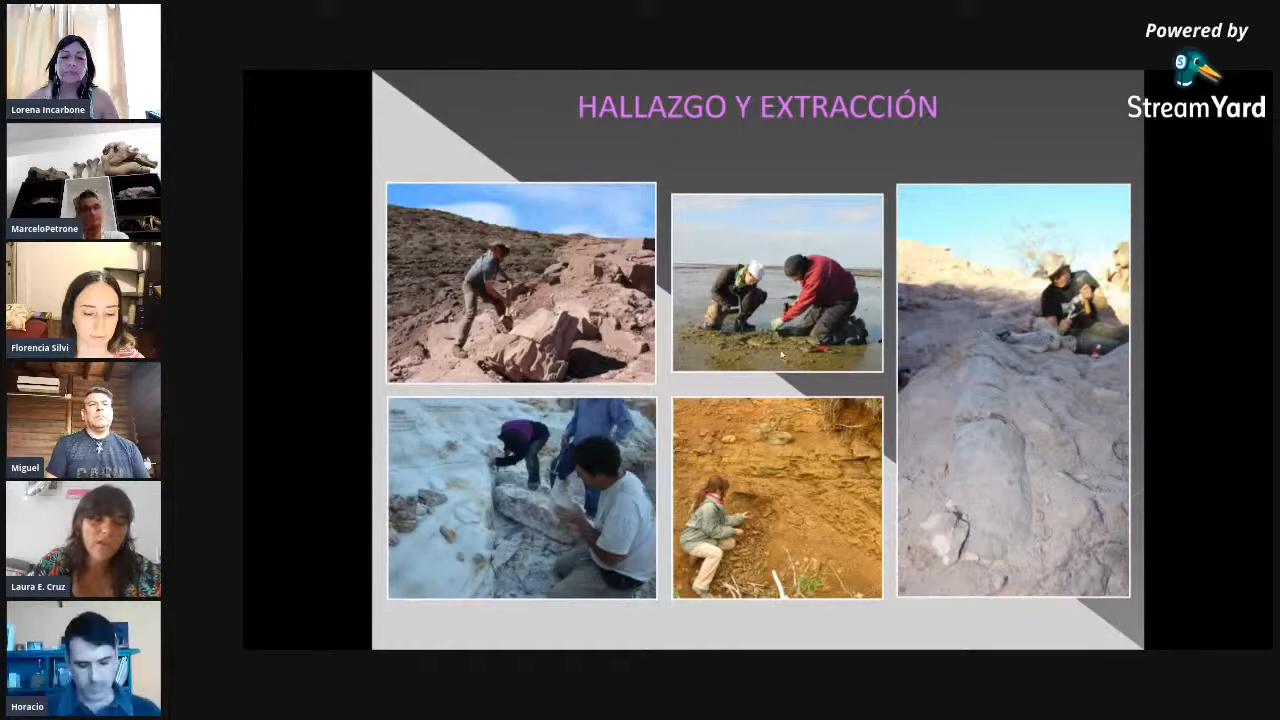 Powered by
StreamYard
HALLAZGO Y EXTRACCIÓN
Lorena Incarbone
MarceloPetrone
Florencia Silvi
Miguel
Laura E. Cruz
Horacio